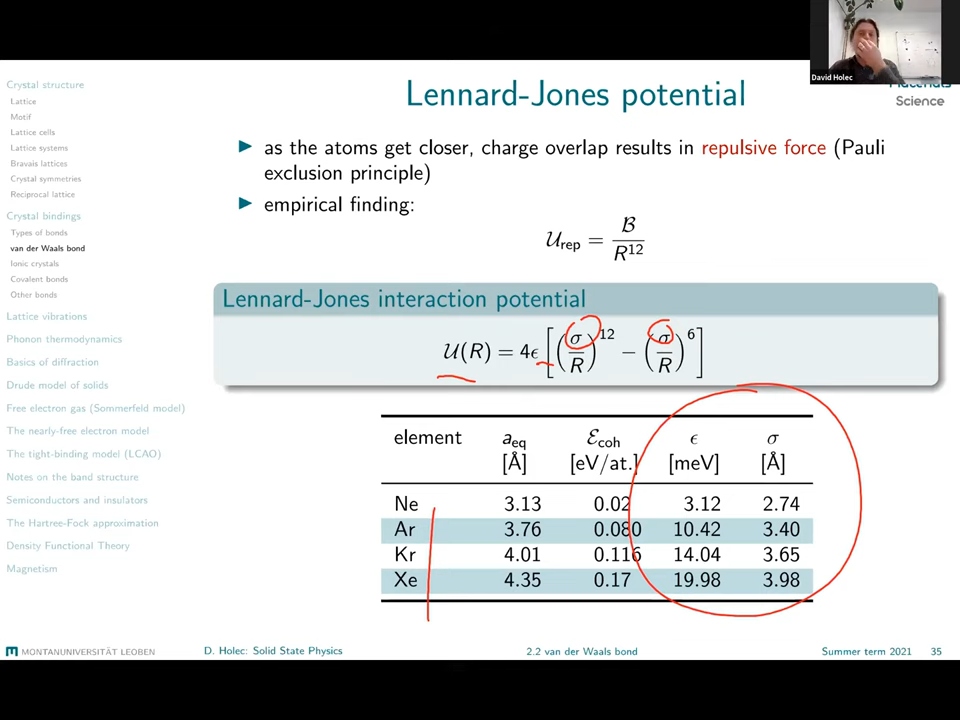 David Holec
Materials
Science
Crystal structure
Lattice
Motif
Lattice cells
Lattice systems
Bravais lattices
Crystal symmetries
Reciprocal lattice
Crystal bindings
Types of bonds
van der Waals bond
Ionic crystals
Covalent bonds
Other bonds
Lattice vibrations
Phonon thermodynamics
Basics of diffraction
Drude model of solids
Free electron gas (Sommerfeld model)
The nearly-free electron model
The tight-binding model (LCAO)
Notes on the band structure
Semiconductors and insulators
The Hartree-Fock approximation
Density Functional Theory
Magnetism
Lennard-Jones potential
► as the atoms get closer, charge overlap results in repulsive force (Pauli
exclusion principle)
► empirical finding:
𝒰rep = ℬ / R¹²
Lennard-Jones interaction potential
𝒰(R) = 4ϵ [(σ/R)¹² − (σ/R)⁶]
element aeq ℰcoh ϵ σ
[Å] [eV/at.] [meV] [Å]
Ne 3.13 0.02 3.12 2.74
Ar 3.76 0.080 10.42 3.40
Kr 4.01 0.116 14.04 3.65
Xe 4.35 0.17 19.98 3.98
MONTANUNIVERSITÄT LEOBEN D. Holec: Solid State Physics 2.2 van der Waals bond Summer term 2021 35